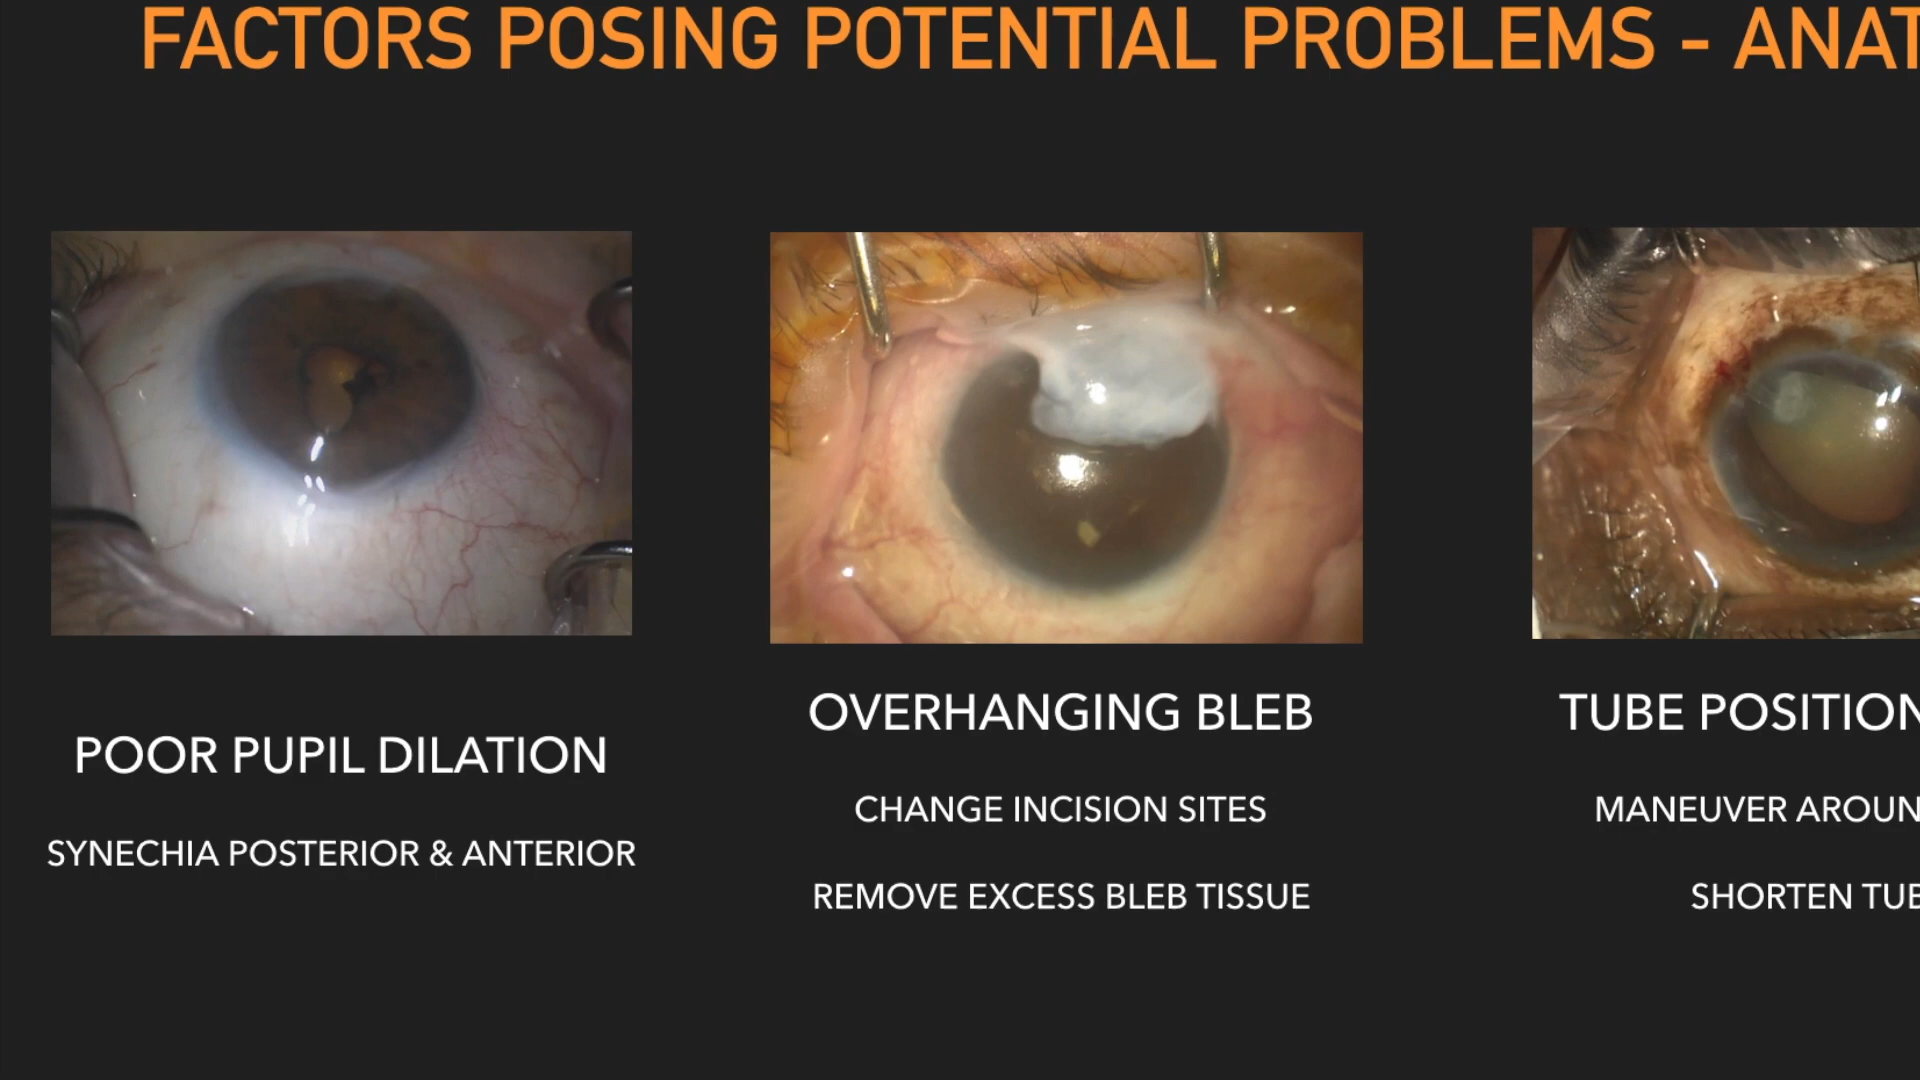 FACTORS POSING POTENTIAL PROBLEMS - ANAT
POOR PUPIL DILATION
SYNECHIA POSTERIOR & ANTERIOR
OVERHANGING BLEB
CHANGE INCISION SITES
REMOVE EXCESS BLEB TISSUE
TUBE POSITION
MANEUVER AROUN
SHORTEN TUB